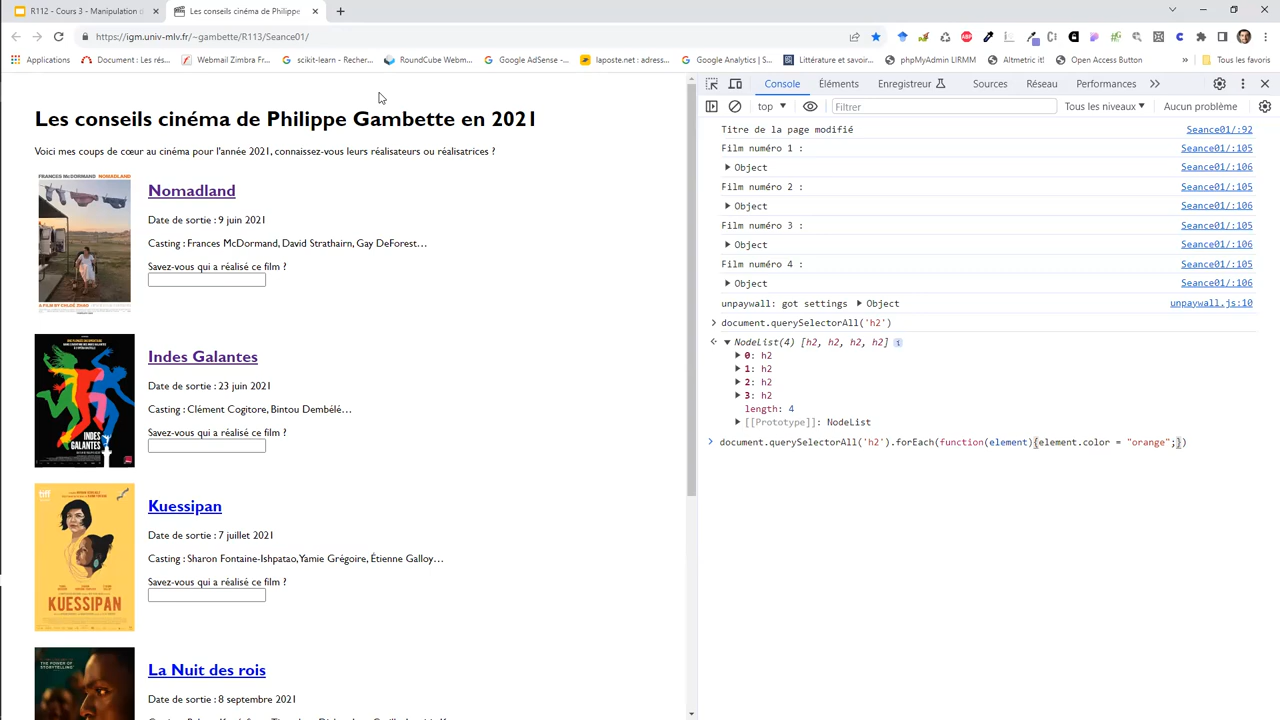 R112 - Cours 3 - Manipulation d
Les conseils cinéma de Philippe
https://igm.univ-mlv.fr/~gambette/R113/Seance01/
Applications
Document : Les rés...
Webmail Zimbra Fr...
scikit-learn - Recher...
RoundCube Webm...
Google AdSense -...
laposte.net : adress...
Google Analytics |...
Littérature et savoir...
phpMyAdmin LIRMM
Altmetric it!
Open Access Button
»
Tous les favoris
Les conseils cinéma de Philippe Gambette en 2021
Voici mes coups de cœur au cinéma pour l'année 2021, connaissez-vous leurs réalisateurs ou réalisatrices ?
FRANCES McDORMAND NOMADLAND
Nomadland
Date de sortie : 9 juin 2021
Casting : Frances McDormand, David Strathairn, Gay DeForest…
Savez-vous qui a réalisé ce film ?
Indes Galantes
Date de sortie : 23 juin 2021
Casting : Clément Cogitore, Bintou Dembélé…
Savez-vous qui a réalisé ce film ?
INDES
GALANTES
tiff
Kuessipan
Date de sortie : 7 juillet 2021
Casting : Sharon Fontaine-Ishpatao, Yamie Grégoire, Étienne Galloy…
Savez-vous qui a réalisé ce film ?
KUESSIPAN
La Nuit des rois
Date de sortie : 8 septembre 2021
Console
Éléments
Enregistreur
Sources
Réseau
Performances
»
top
Filtrer
Tous les niveaux
Aucun problème
Titre de la page modifié Seance01/:92
Film numéro 1 : Seance01/:105
Object Seance01/:106
Film numéro 2 : Seance01/:105
Object Seance01/:106
Film numéro 3 : Seance01/:105
Object Seance01/:106
Film numéro 4 : Seance01/:105
Object Seance01/:106
unpaywall: got settings Object unpaywall.js:10
document.querySelectorAll('h2')
NodeList(4) [h2, h2, h2, h2] i
0: h2
1: h2
2: h2
3: h2
length: 4
[[Prototype]]: NodeList
document.querySelectorAll('h2').forEach(function(element){element.color = "orange";})